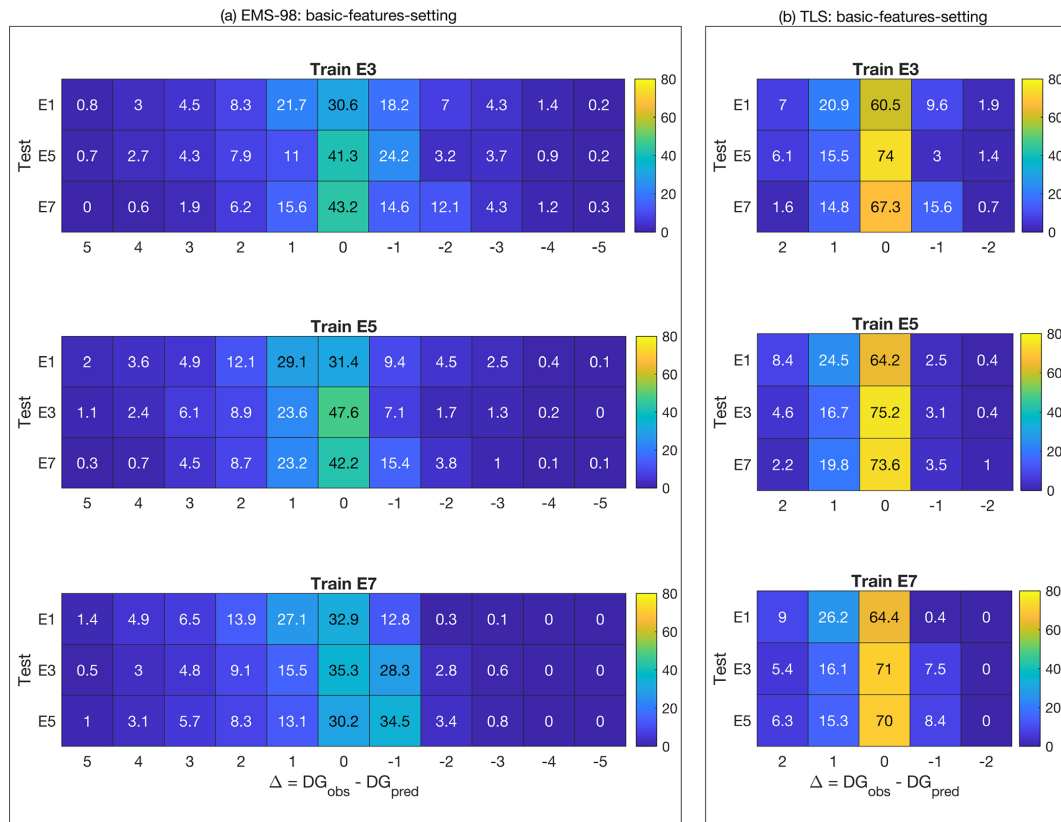 (a) EMS-98: basic-features-setting
Train E3
E1 0.8 3 4.5 8.3 21.7 30.6 18.2 7 4.3 1.4 0.2
E5 0.7 2.7 4.3 7.9 11 41.3 24.2 3.2 3.7 0.9 0.2
E7 0 0.6 1.9 6.2 15.6 43.2 14.6 12.1 4.3 1.2 0.3
Test
5 4 3 2 1 0 -1 -2 -3 -4 -5
80
60
40
20
0
Train E5
E1 2 3.6 4.9 12.1 29.1 31.4 9.4 4.5 2.5 0.4 0.1
E3 1.1 2.4 6.1 8.9 23.6 47.6 7.1 1.7 1.3 0.2 0
E7 0.3 0.7 4.5 8.7 23.2 42.2 15.4 3.8 1 0.1 0.1
Test
5 4 3 2 1 0 -1 -2 -3 -4 -5
80
60
40
20
0
Train E7
E1 1.4 4.9 6.5 13.9 27.1 32.9 12.8 0.3 0.1 0 0
E3 0.5 3 4.8 9.1 15.5 35.3 28.3 2.8 0.6 0 0
E5 1 3.1 5.7 8.3 13.1 30.2 34.5 3.4 0.8 0 0
Test
5 4 3 2 1 0 -1 -2 -3 -4 -5
80
60
40
20
0
Δ = DGobs - DGpred
(b) TLS: basic-features-setting
Train E3
E1 7 20.9 60.5 9.6 1.9
E5 6.1 15.5 74 3 1.4
E7 1.6 14.8 67.3 15.6 0.7
Test
2 1 0 -1 -2
80
60
40
20
0
Train E5
E1 8.4 24.5 64.2 2.5 0.4
E3 4.6 16.7 75.2 3.1 0.4
E7 2.2 19.8 73.6 3.5 1
Test
2 1 0 -1 -2
80
60
40
20
0
Train E7
E1 9 26.2 64.4 0.4 0
E3 5.4 16.1 71 7.5 0
E5 6.3 15.3 70 8.4 0
Test
2 1 0 -1 -2
80
60
40
20
0
Δ = DGobs - DGpred